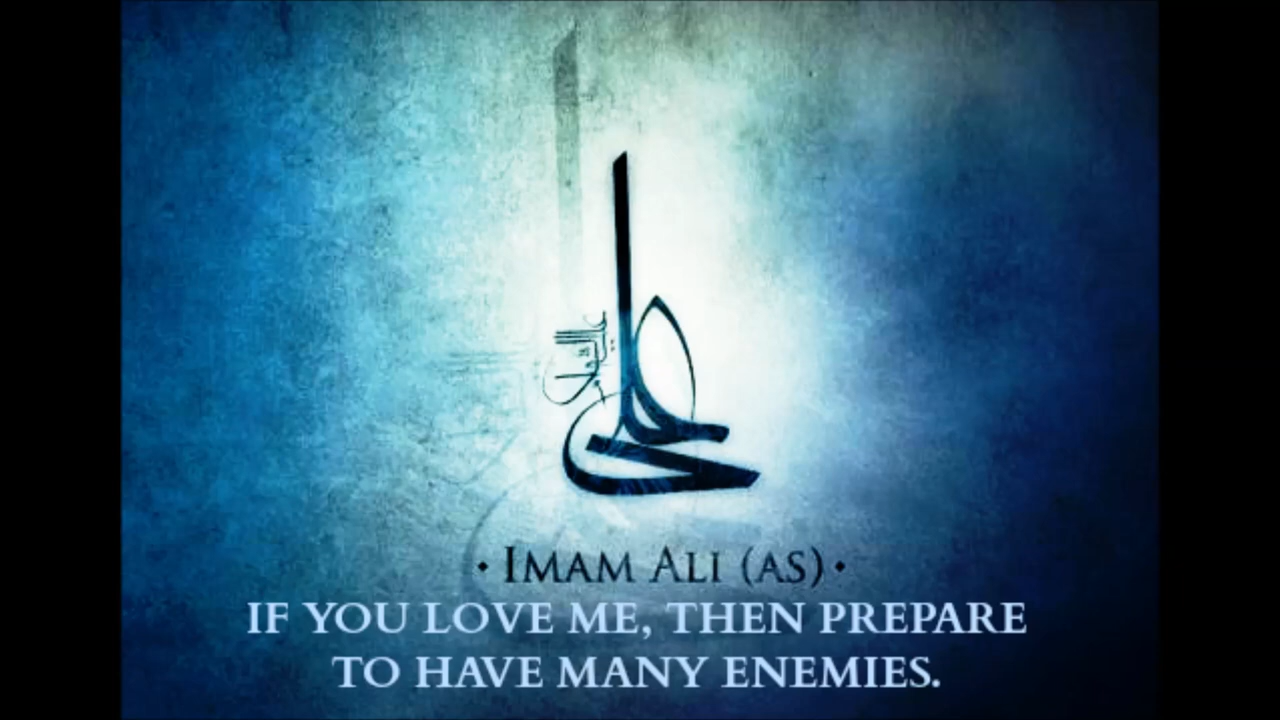 علي
• IMAM ALI (AS) •
IF YOU LOVE ME, THEN PREPARE
TO HAVE MANY ENEMIES.